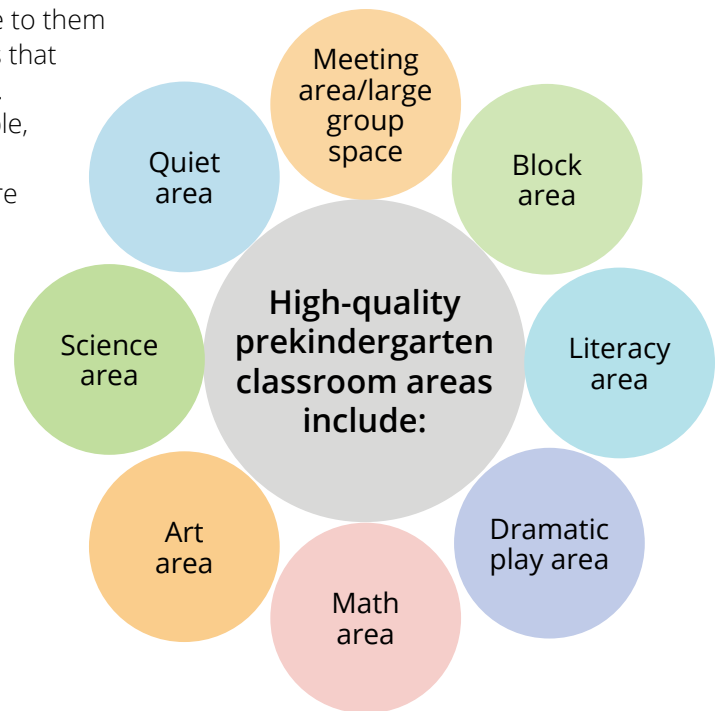 e to them
s that
.
le,
re
Meeting
area/large
group
space
Quiet
area
Block
area
High-quality
prekindergarten
classroom areas
include:
Science
area
Literacy
area
Art
area
Dramatic
play area
Math
area